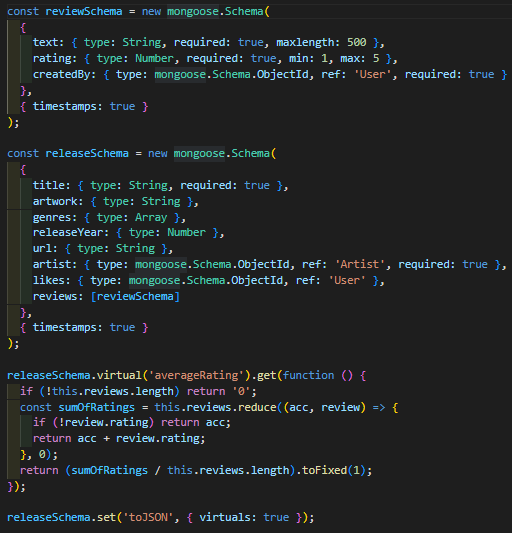 const reviewSchema = new mongoose.Schema(
  {
    text: { type: String, required: true, maxlength: 500 },
    rating: { type: Number, required: true, min: 1, max: 5 },
    createdBy: { type: mongoose.Schema.ObjectId, ref: 'User', required: true }
  },
  { timestamps: true }
);

const releaseSchema = new mongoose.Schema(
  {
    title: { type: String, required: true },
    artwork: { type: String },
    genres: { type: Array },
    releaseYear: { type: Number },
    url: { type: String },
    artist: { type: mongoose.Schema.ObjectId, ref: 'Artist', required: true },
    likes: { type: mongoose.Schema.ObjectId, ref: 'User' },
    reviews: [reviewSchema]
  },
  { timestamps: true }
);

releaseSchema.virtual('averageRating').get(function () {
  if (!this.reviews.length) return '0';
  const sumOfRatings = this.reviews.reduce((acc, review) => {
    if (!review.rating) return acc;
    return acc + review.rating;
  }, 0);
  return (sumOfRatings / this.reviews.length).toFixed(1);
});

releaseSchema.set('toJSON', { virtuals: true });